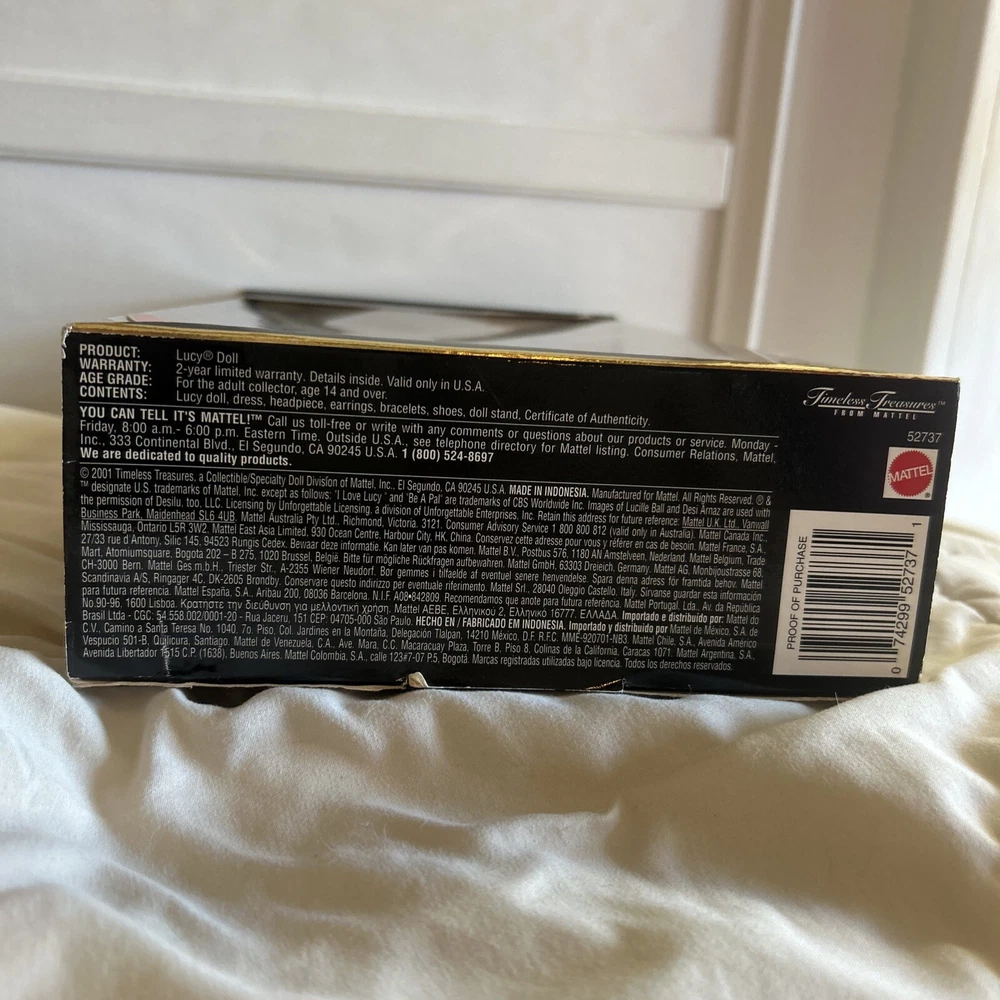 PRODUCT: Lucy® Doll
WARRANTY: 2-year limited warranty. Details inside. Valid only in U.S.A.
AGE GRADE: For the adult collector, age 14 and over.
CONTENTS: Lucy doll, dress, headpiece, earrings, bracelets, shoes, doll stand, Certificate of Authenticity.
YOU CAN TELL IT'S MATTEL!™ Call us toll-free or write with any comments or questions about our products or service. Monday -
Friday, 8:00 a.m.- 6:00 p.m. Eastern Time. Outside U.S.A., see telephone directory for Mattel listing. Consumer Relations, Mattel,
Inc., 333 Continental Blvd., El Segundo, CA 90245 U.S.A. 1 (800) 524-8697
We are dedicated to quality products.
© 2001 Timeless Treasures, a Collectible/Specialty Doll Division of Mattel, Inc., El Segundo, CA 90245 U.S.A. MADE IN INDONESIA. Manufactured for Mattel. All Rights Reserved. ® &
™ designate U.S. trademarks of Mattel, Inc. except as follows: "I Love Lucy" and "Be A Pal" are trademarks of CBS Worldwide Inc. Images of Lucille Ball and Desi Arnaz are used with
the permission of Desilu, too, LLC. Licensing by Unforgettable Licensing, a division of Unforgettable Enterprises, Inc. Retain this address for future reference: Mattel U.K. Ltd., Vanwall
Business Park, Maidenhead SL6 4UB. Mattel Australia Pty Ltd., Richmond, Victoria. 3121. Consumer Advisory Service 1 800 800 812 (valid only in Australia). Mattel Canada Inc.,
Mississauga, Ontario L5R 3W2. Mattel East Asia Limited, 930 Ocean Centre, Harbour City, HK, China. Conservez cette adresse pour vous y référer en cas de besoin. Mattel France, S.A.,
27/33 rue d'Antony, Silic 145, 94523 Rungis Cedex. Bewaar deze informatie. Kan later van pas komen. Mattel B.V., Postbus 576, 1180 AN Amstelveen, Nederland. Mattel Belgium, Trade
Mart, Atomiumsquare, Bogota 202 – B 275, 1020 Brussel, België. Bitte für mögliche Rückfragen aufbewahren. Mattel GmbH, 63303 Dreieich, Germany. Mattel AG, Monbijoustrasse 68,
CH-3000 Bern. Mattel Ges.m.b.H., Triester Str., A-2355 Wiener Neudorf. Bør gemmes i tilfælde af eventuel senere henvendelse. Spara denna adress för framtida behov. Mattel
Scandinavia A/S, Ringager 4C, DK-2605 Brøndby. Conservare questo indirizzo per eventuale riferimento. Mattel Srl., 28040 Oleggio Castello, Italy. Sírvanse guardar esta información
para futura referencia. Mattel España, S.A., Aribau 200, 08036 Barcelona. N.I.F. A08-842809. Recomendamos que anote para futura referência. Mattel Portugal, Lda., Av. da República
No.90-96, 1600 Lisboa. Κρατηστε την διεύθυνση για μελλοντική χρήση. Mattel AEBE, Ελληνικού 2, Ελληνικό 16777, ΕΛΛΑΔΑ. Importado e distribuído por: Mattel do
Brasil Ltda - CGC: 54.558.002/0001-20 - Rua Jaceru, 151 CEP: 04705-000 São Paulo. HECHO EN / FABRICADO EM INDONESIA. Importado y distribuido por Mattel de México, S.A. de
C.V., Camino a Santa Teresa No. 1040, 7o. Piso, Col. Jardines en la Montaña, Delegación Tlalpan, 14210 México, D.F. R.F.C. MME-920701-NB3. Mattel Chile, S.A., Avenida Américo
Vespucio 501-B, Quilicura, Santiago. Mattel de Venezuela, C.A., Ave. Mara, C.C. Macaracuay Plaza, Torre B, Piso 8, Colinas de la California, Caracas 1071. Mattel Argentina, S.A.,
Avenida Libertador 1515 C.P. (1638), Buenos Aires. Mattel Colombia, S.A., calle 123#7-07 P.5, Bogotá. Marcas registradas utilizadas bajo licencia. Todos los derechos reservados.
Timeless Treasures™
FROM MATTEL
52737
MATTEL®
PROOF OF PURCHASE
0 74299 52737 1